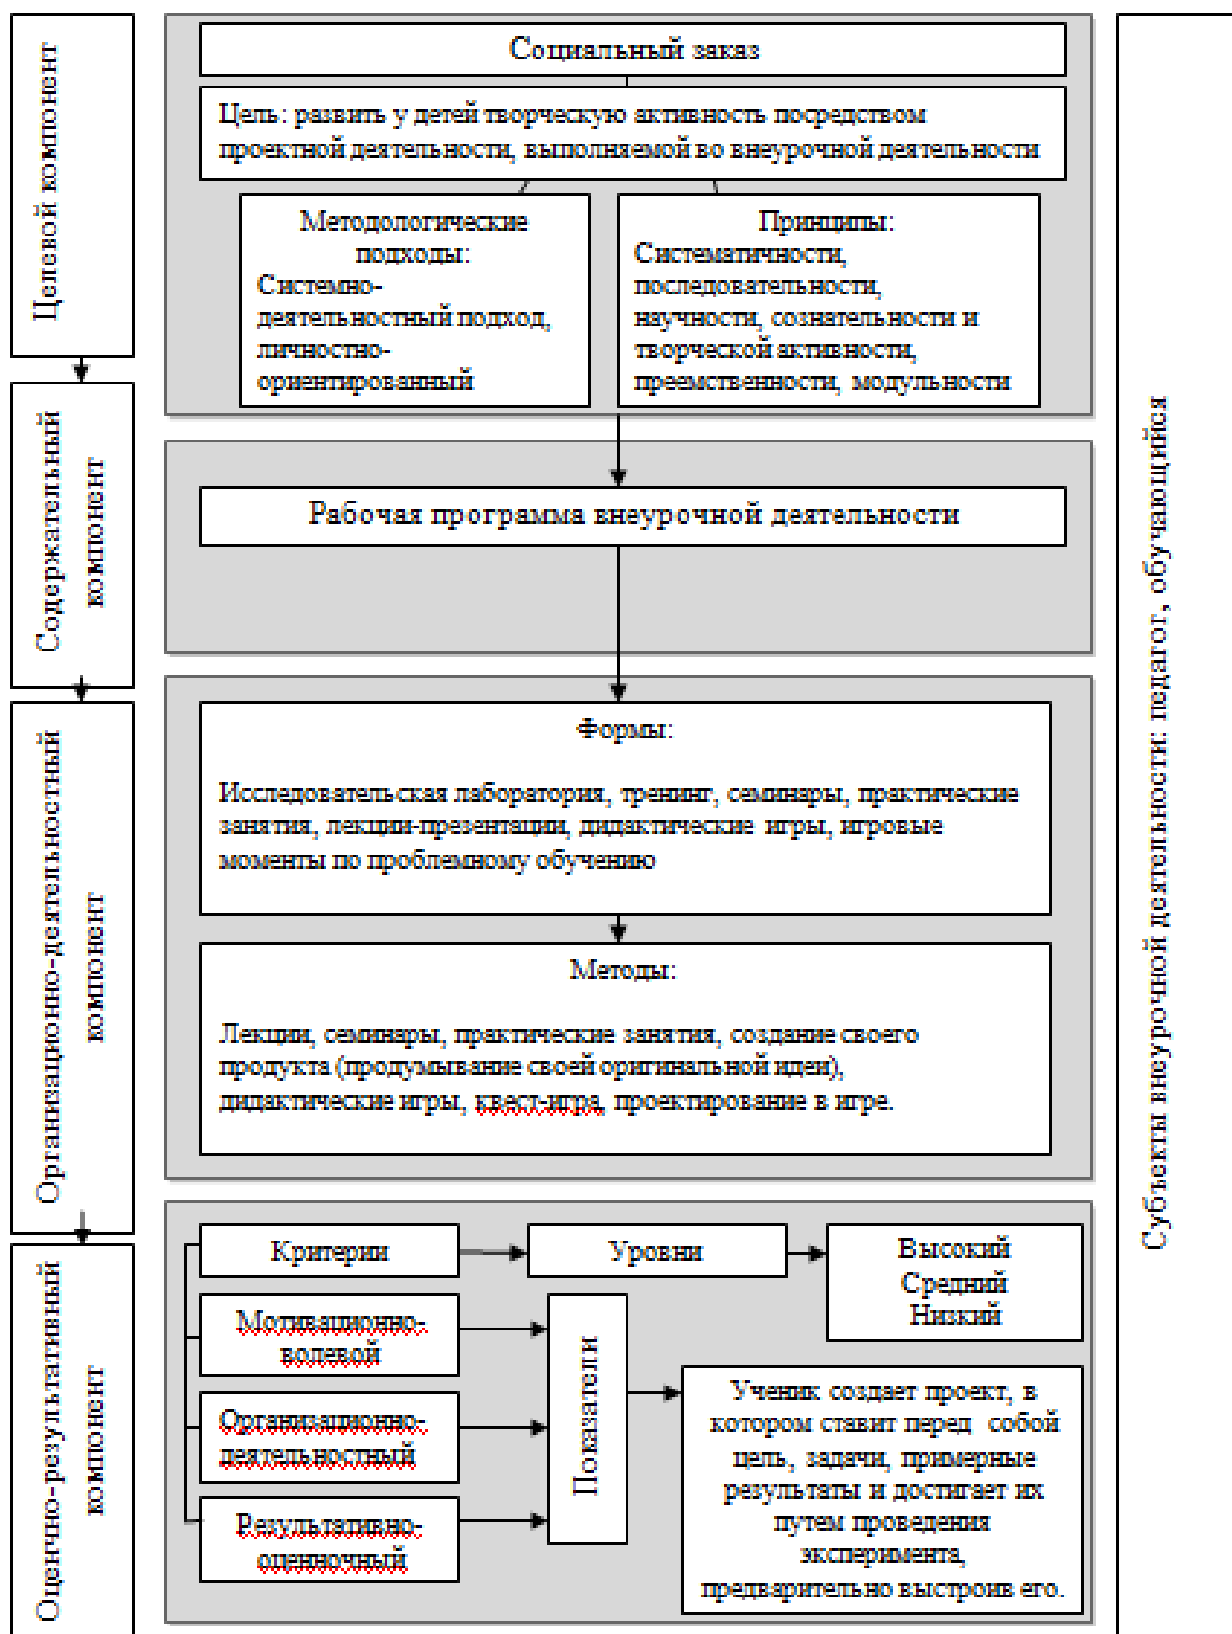 Целевой компонент
Социальный заказ
Цель: развить у детей творческую активность посредством
проектной деятельности, выполняемой во внеурочной деятельности
Методологические
подходы:
Системно-
деятельностный подход,
личностно-
ориентированный
Принципы:
Систематичности,
последовательности,
научности, сознательности и
творческой активности,
преемственности, модульности
Содержательный
компонент
Рабочая программа внеурочной деятельности
Организационно-деятельностный
компонент
Формы:
Исследовательская лаборатория, тренинг, семинары, практические
занятия, лекции-презентации, дидактические игры, игровые
моменты по проблемному обучению
Методы:
Лекции, семинары, практические занятия, создание своего
продукта (продумывание своей оригинальной идеи),
дидактические игры, квест-игра, проектирование в игре.
Оценчно-результативный
компонент
Критерии
Уровни
Высокий
Средний
Низкий
Мотивационно-
волевой
Организационно-
деятельностный
Результативно-
оценночный
Показатели
Ученик создает проект, в
котором ставит перед собой
цель, задачи, примерные
результаты и достигает их
путем проведения
эксперимента,
предварительно выстроив его.
Субъекты внеурочной деятельности: педагог, обучающийся